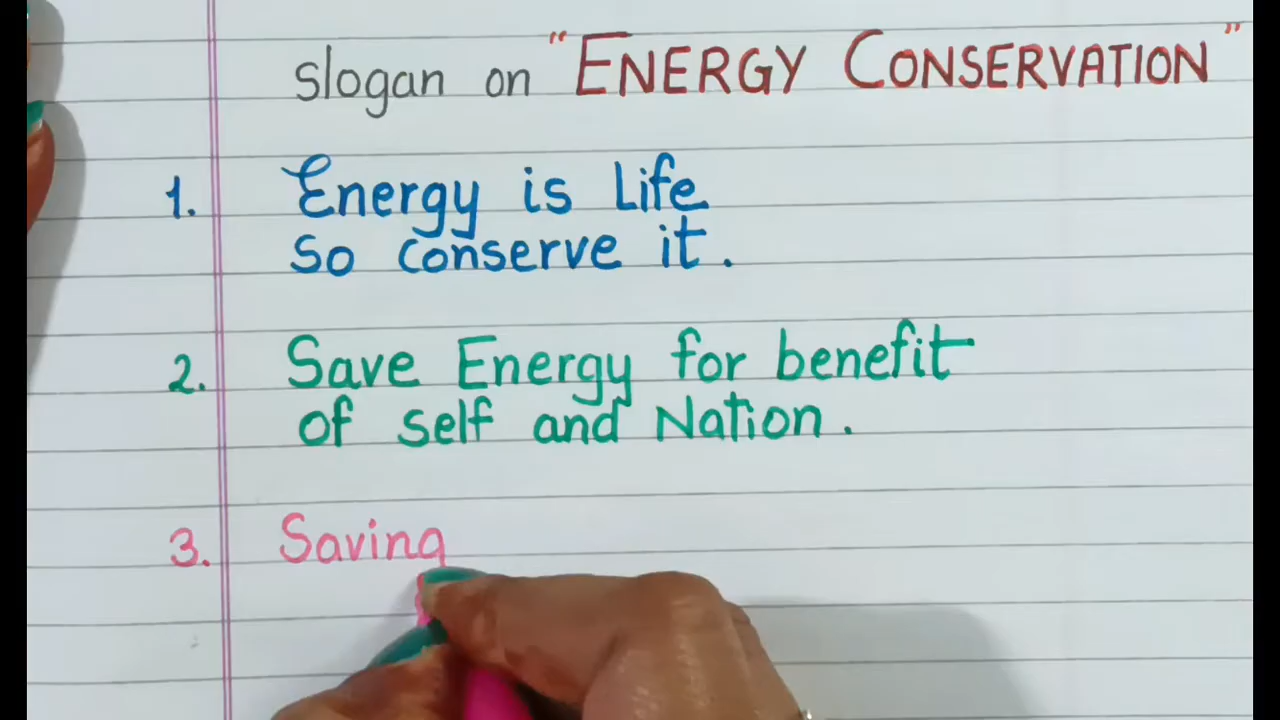 slogan on "ENERGY CONSERVATION"
1. Energy is Life
so conserve it.
2. Save Energy for benefit
of self and Nation.
3. Saving